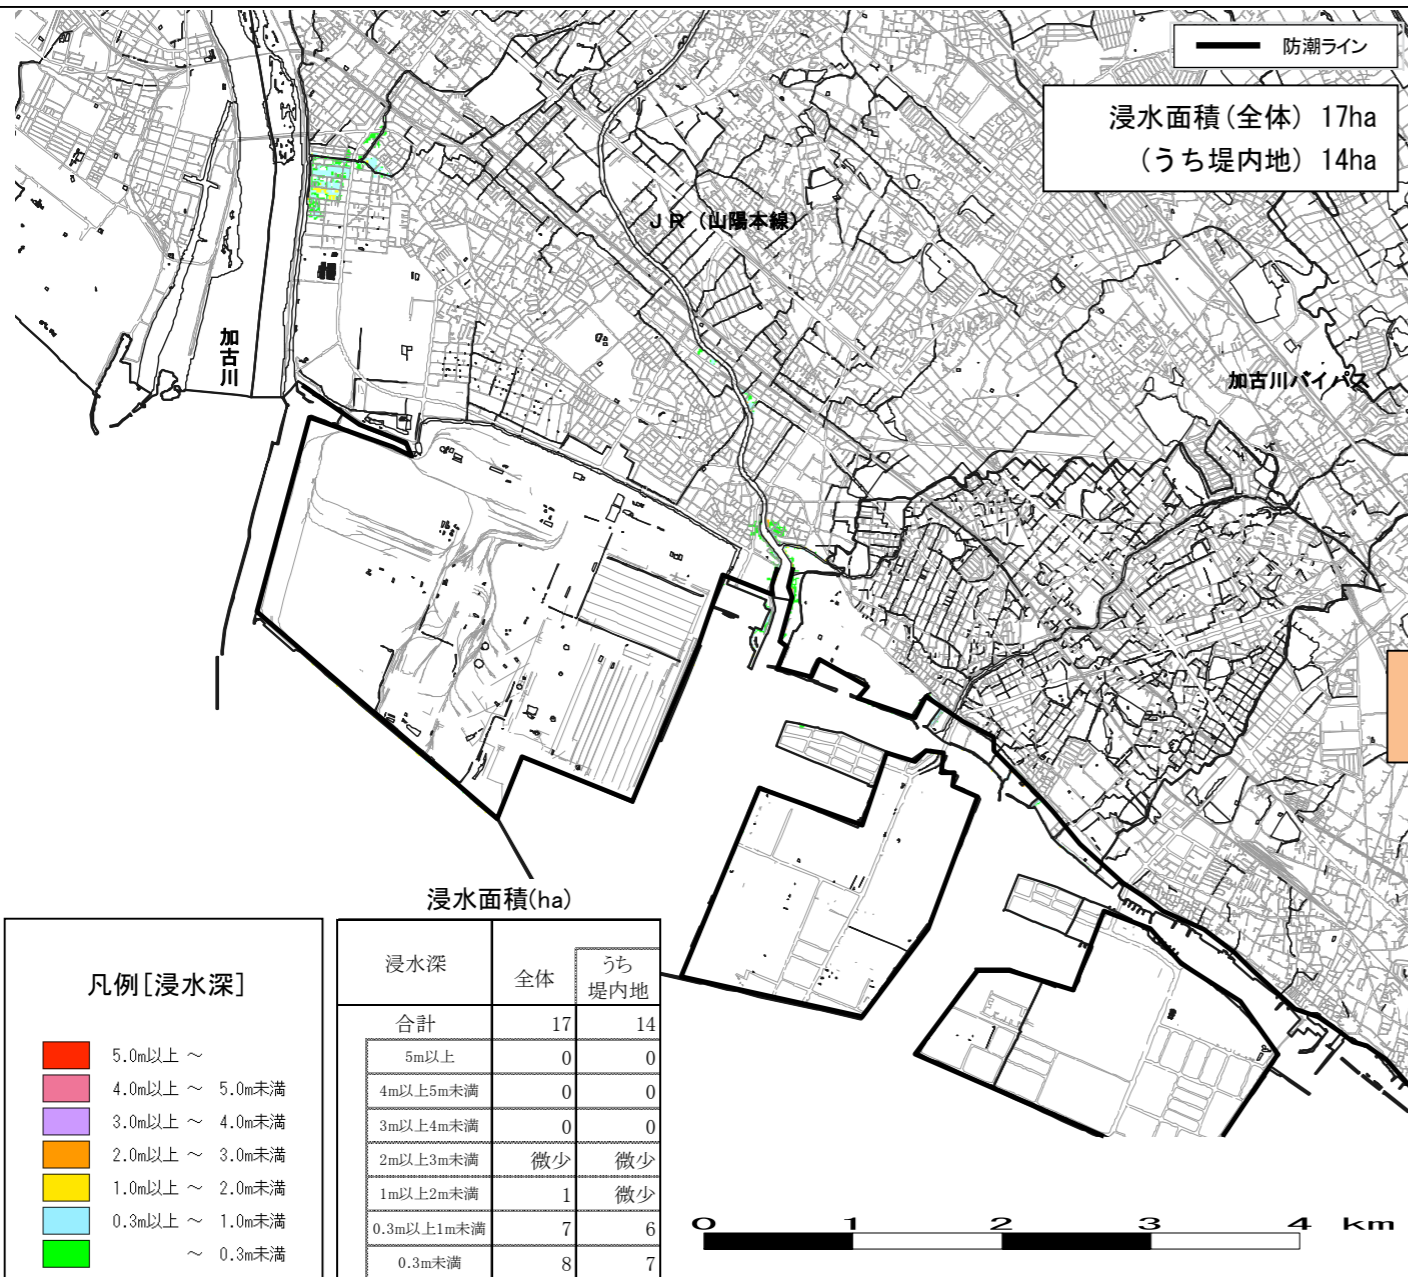 防潮ライン
浸水面積(全体) 17ha
(うち堤内地) 14ha
JR(山陽本線)
加古川
加古川バイパス
浸水面積(ha)
浸水深 全体 うち堤内地
合計 17 14
5m以上 0 0
4m以上5m未満 0 0
3m以上4m未満 0 0
2m以上3m未満 微少 微少
1m以上2m未満 1 微少
0.3m以上1m未満 7 6
0.3m未満 8 7
凡例[浸水深]
5.0m以上 ~
4.0m以上 ~ 5.0m未満
3.0m以上 ~ 4.0m未満
2.0m以上 ~ 3.0m未満
1.0m以上 ~ 2.0m未満
0.3m以上 ~ 1.0m未満
~ 0.3m未満
0 1 2 3 4 km